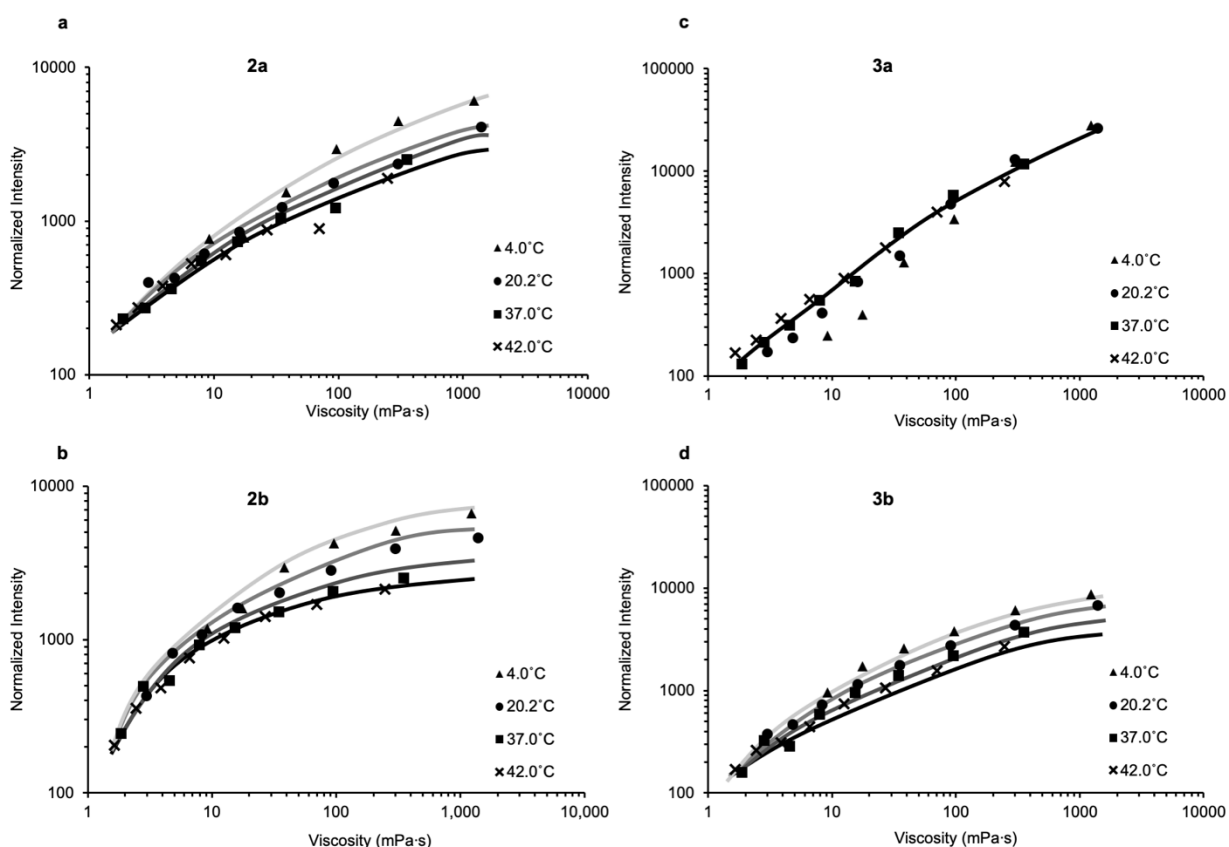 a
2a
10000
1000
100
Normalized Intensity
1 10 100 1000 10000
Viscosity (mPa·s)
▲ 4.0˚C
● 20.2˚C
■ 37.0˚C
× 42.0˚C
c
3a
100000
10000
1000
100
Normalized Intensity
1 10 100 1000 10000
Viscosity (mPa·s)
▲ 4.0˚C
● 20.2˚C
■ 37.0˚C
× 42.0˚C
b
2b
10000
1000
100
Normalized Intensity
1 10 100 1,000 10,000
Viscosity (mPa·s)
▲ 4.0˚C
● 20.2˚C
■ 37.0˚C
× 42.0˚C
d
3b
100000
10000
1000
100
Normalized Intensity
1 10 100 1000 10000
Viscosity (mPa·s)
▲ 4.0˚C
● 20.2˚C
■ 37.0˚C
× 42.0˚C